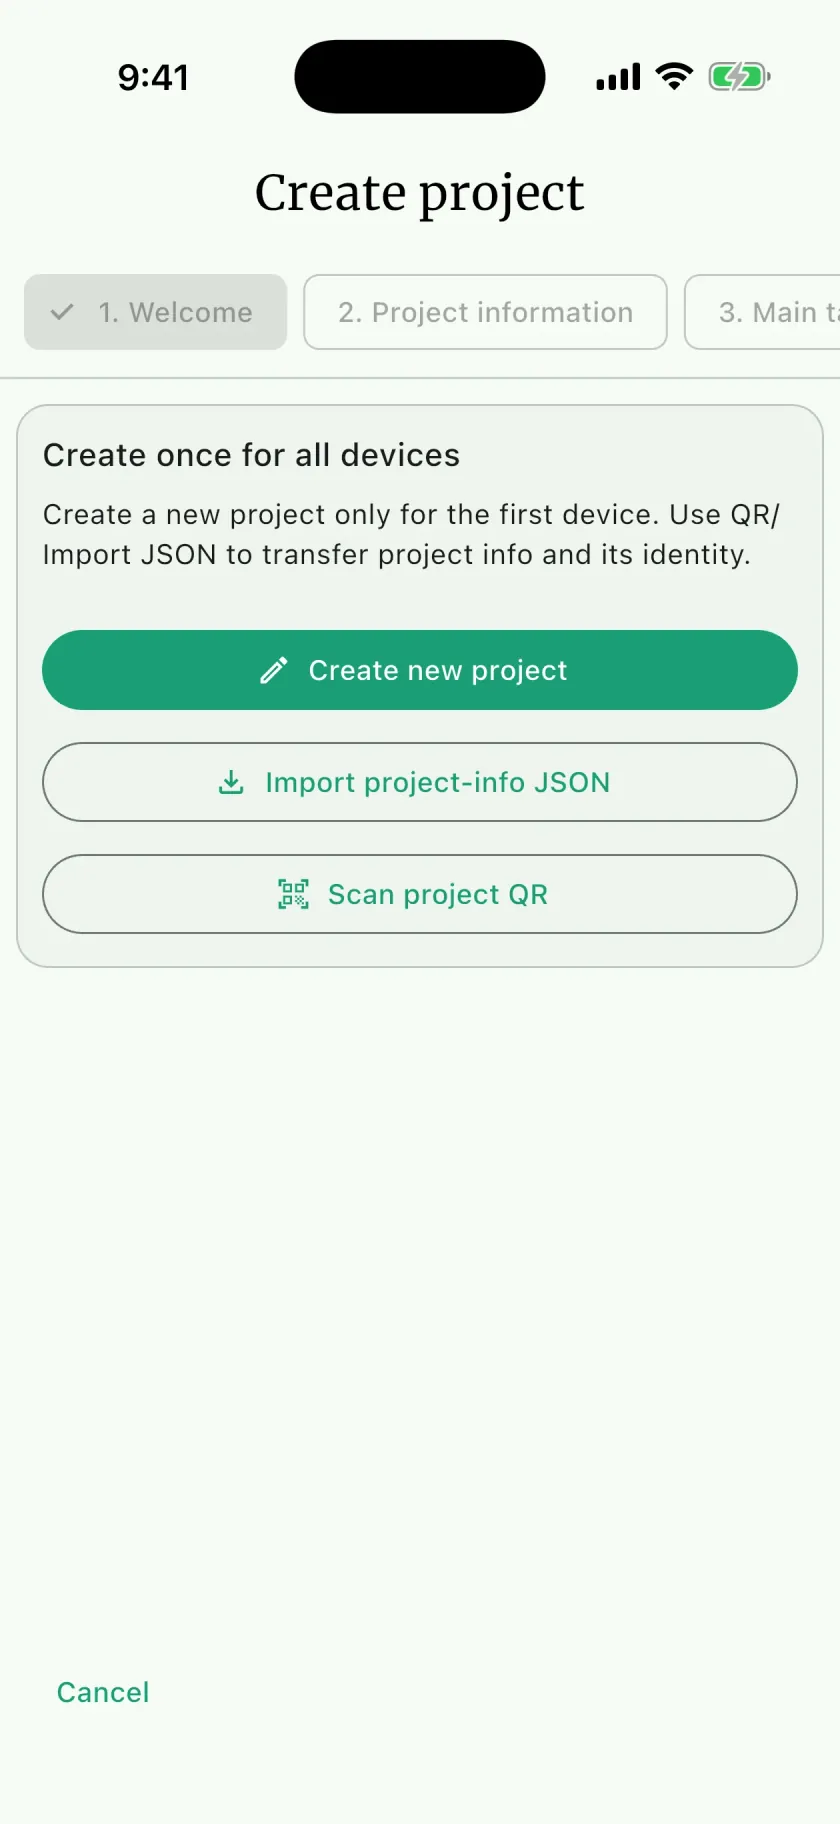 9:41
Create project
1. Welcome
2. Project information
3. Main
Create once for all devices
Create a new project only for the first device. Use QR/
Import JSON to transfer project info and its identity.
Create new project
Import project-info JSON
Scan project QR
Cancel